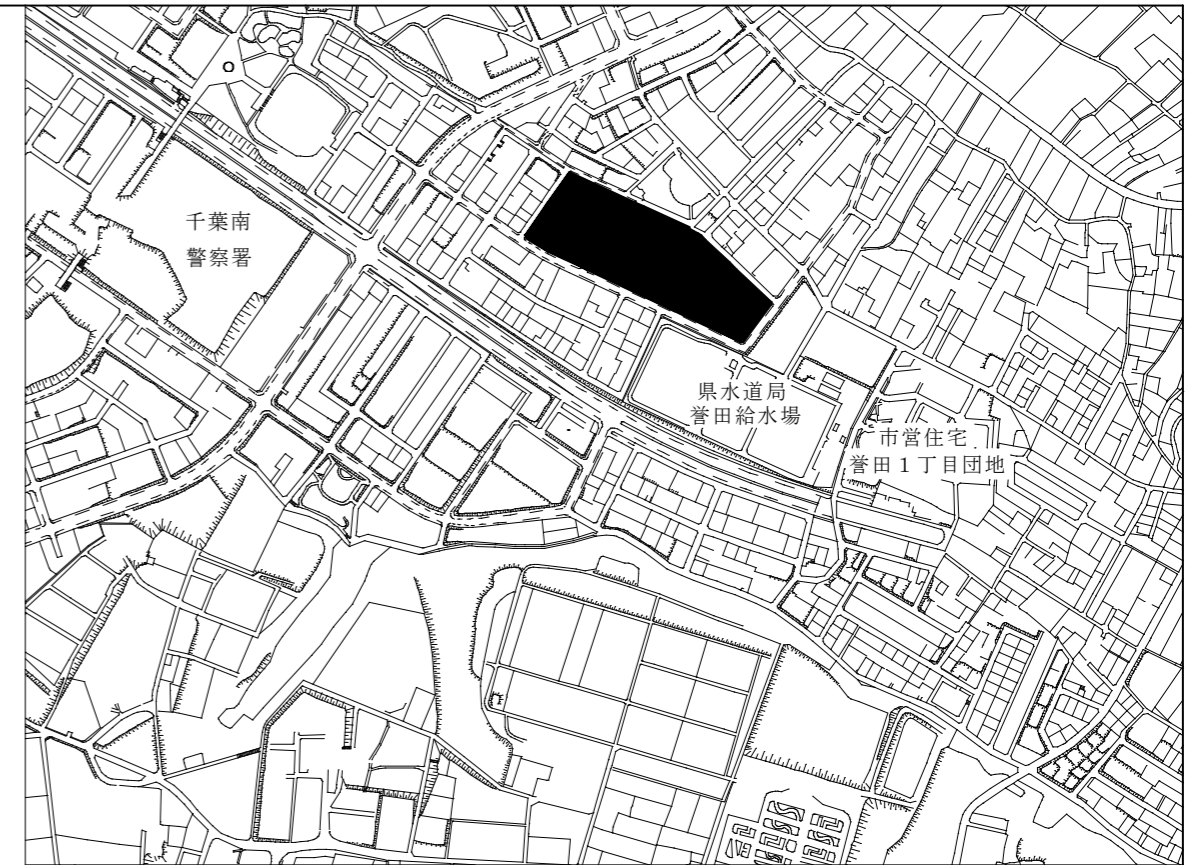 千葉南
警察署
県水道局
誉田給水場
市営住宅
誉田１丁目団地